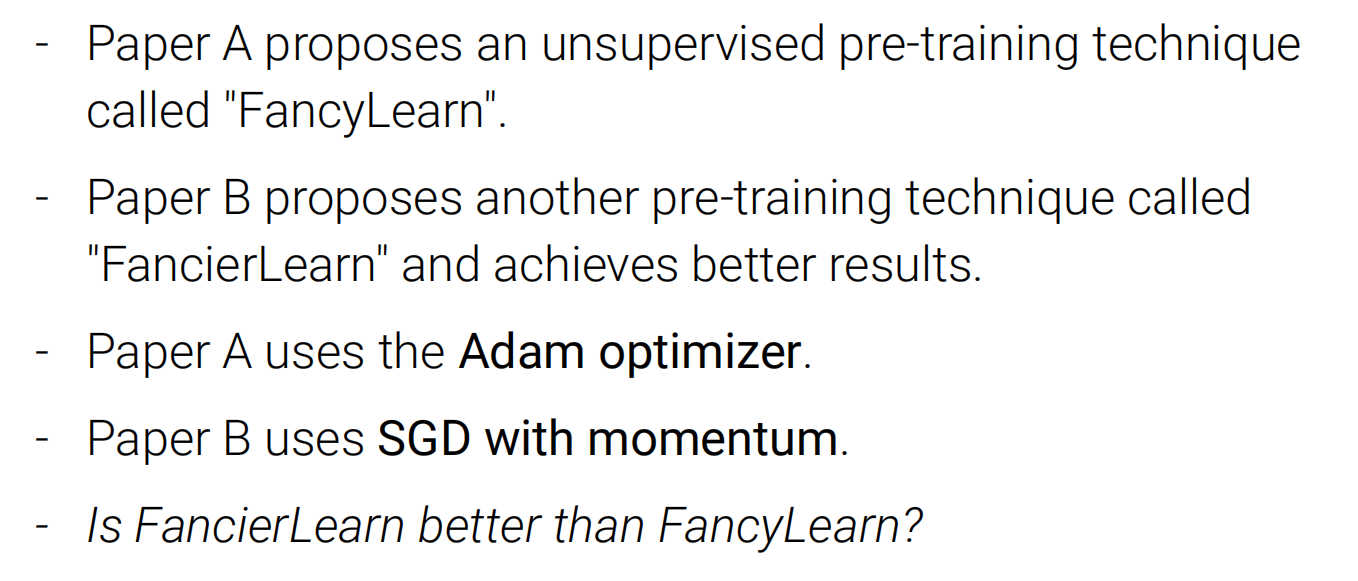 - Paper A proposes an unsupervised pre-training technique
called "FancyLearn".
- Paper B proposes another pre-training technique called
"FancierLearn" and achieves better results.
- Paper A uses the Adam optimizer.
- Paper B uses SGD with momentum.
- Is FancierLearn better than FancyLearn?